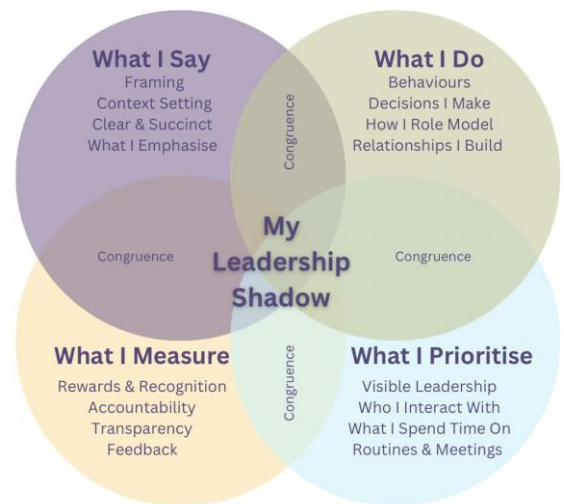 What I Say
Framing
Context Setting
Clear & Succinct
What I Emphasise
What I Do
Behaviours
Decisions I Make
How I Role Model
Relationships I Build
Congruence
Congruence
My
Leadership
Shadow
Congruence
What I Measure
Rewards & Recognition
Accountability
Transparency
Feedback
Congruence
What I Prioritise
Visible Leadership
Who I Interact With
What I Spend Time On
Routines & Meetings